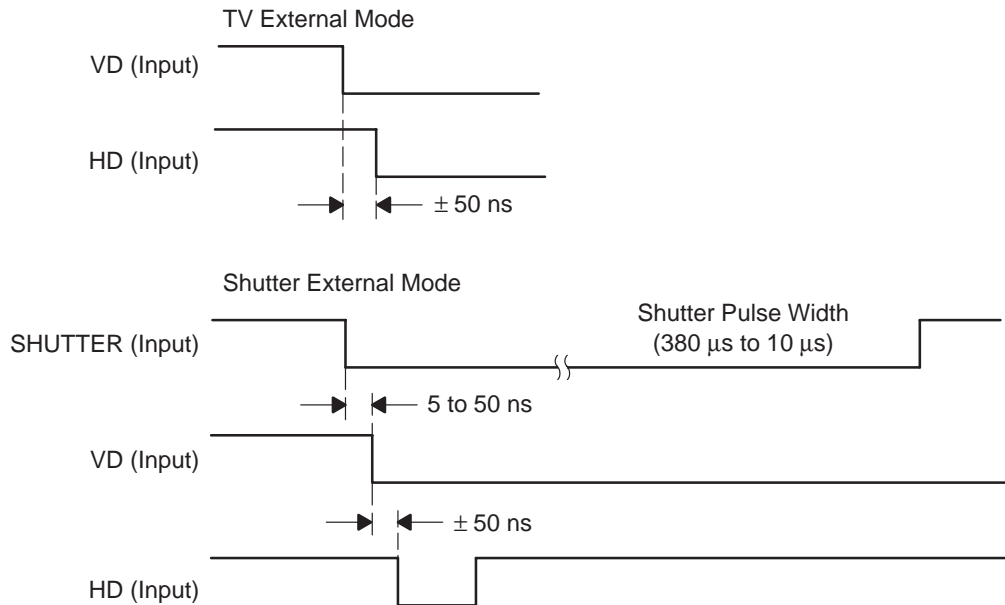 TV External Mode
VD (Input)
HD (Input)
± 50 ns
Shutter External Mode
SHUTTER (Input)
Shutter Pulse Width
(380 μs to 10 μs)
5 to 50 ns
VD (Input)
± 50 ns
HD (Input)